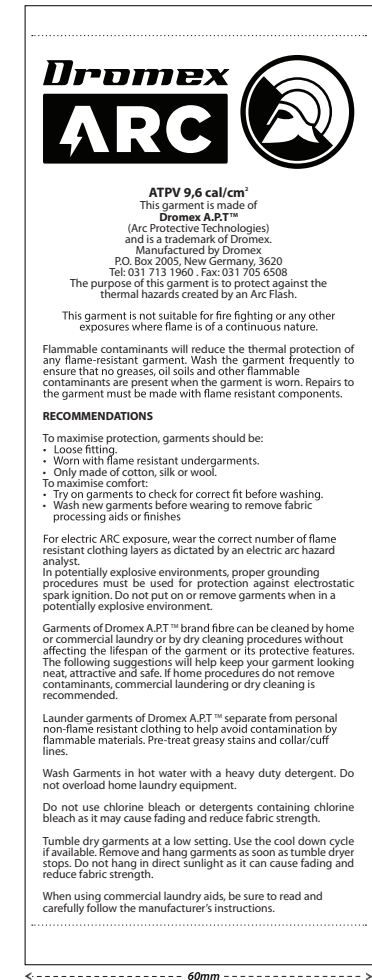 Dromex
ARC
ATPV 9,6 cal/cm²
This garment is made of
Dromex A.P.T™
(Arc Protective Technologies)
and is a trademark of Dromex.
Manufactured by Dromex
P.O. Box 2005, New Germany, 3620
Tel: 031 713 1960 . Fax: 031 705 6508
The purpose of this garment is to protect against the
thermal hazards created by an Arc Flash.
This garment is not suitable for fire fighting or any other
exposures where flame is of a continuous nature.
Flammable contaminants will reduce the thermal protection of
any flame-resistant garment. Wash the garment frequently to
ensure that no greases, oil soils and other flammable
contaminants are present when the garment is worn. Repairs to
the garment must be made with flame resistant components.
RECOMMENDATIONS
To maximise protection, garments should be:
• Loose fitting.
• Worn with flame resistant undergarments.
• Only made of cotton, silk or wool.
To maximise comfort:
• Try on garments to check for correct fit before washing.
• Wash new garments before wearing to remove fabric
processing aids or finishes
For electric ARC exposure, wear the correct number of flame
resistant clothing layers as dictated by an electric arc hazard
analyst.
In potentially explosive environments, proper grounding
procedures must be used for protection against electrostatic
spark ignition. Do not put on or remove garments when in a
potentially explosive environment.
Garments of Dromex A.P.T ™ brand fibre can be cleaned by home
or commercial laundry or by dry cleaning procedures without
affecting the lifespan of the garment or its protective features.
The following suggestions will help keep your garment looking
neat, attractive and safe. If home procedures do not remove
contaminants, commercial laundering or dry cleaning is
recommended.
Launder garments of Dromex A.P.T ™ separate from personal
non-flame resistant clothing to help avoid contamination by
flammable materials. Pre-treat greasy stains and collar/cuff
lines.
Wash Garments in hot water with a heavy duty detergent. Do
not overload home laundry equipment.
Do not use chlorine bleach or detergents containing chlorine
bleach as it may cause fading and reduce fabric strength.
Tumble dry garments at a low setting. Use the cool down cycle
if available. Remove and hang garments as soon as tumble dryer
stops. Do not hang in direct sunlight as it can cause fading and
reduce fabric strength.
When using commercial laundry aids, be sure to read and
carefully follow the manufacturer's instructions.
60mm